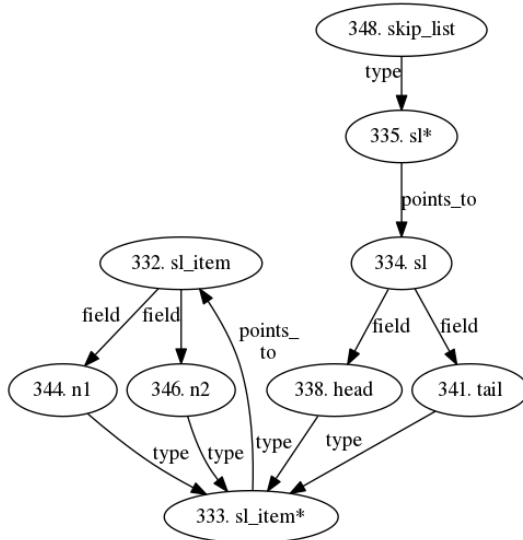 348. skip_list
type
335. sl*
points_to
332. sl_item
334. sl
field
field
points_
to
field
field
344. n1
346. n2
338. head
341. tail
type
type
type
type
333. sl_item*